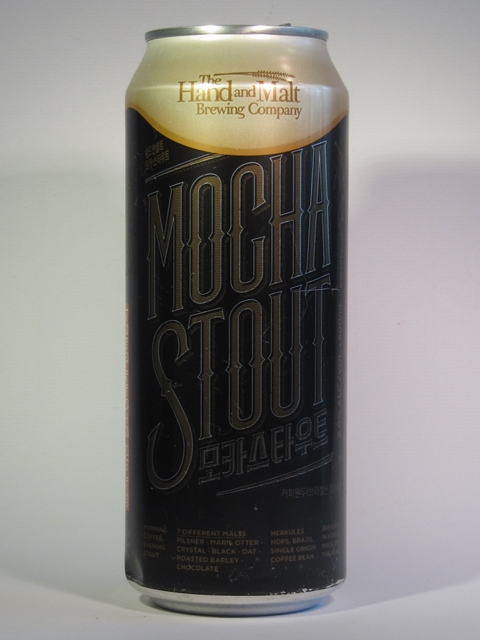 The
Hand and Malt
Brewing Company
MOCHA
STOUT
모카스타우트
7 DIFFERENT MALTS
PILSNER · MARIS OTTER ·
CRYSTAL · BLACK · OAT ·
ROASTED BARLEY ·
CHOCOLATE
HERKULES
HOPS, BRAZIL
SINGLE ORIGIN
COFFEE BEAN